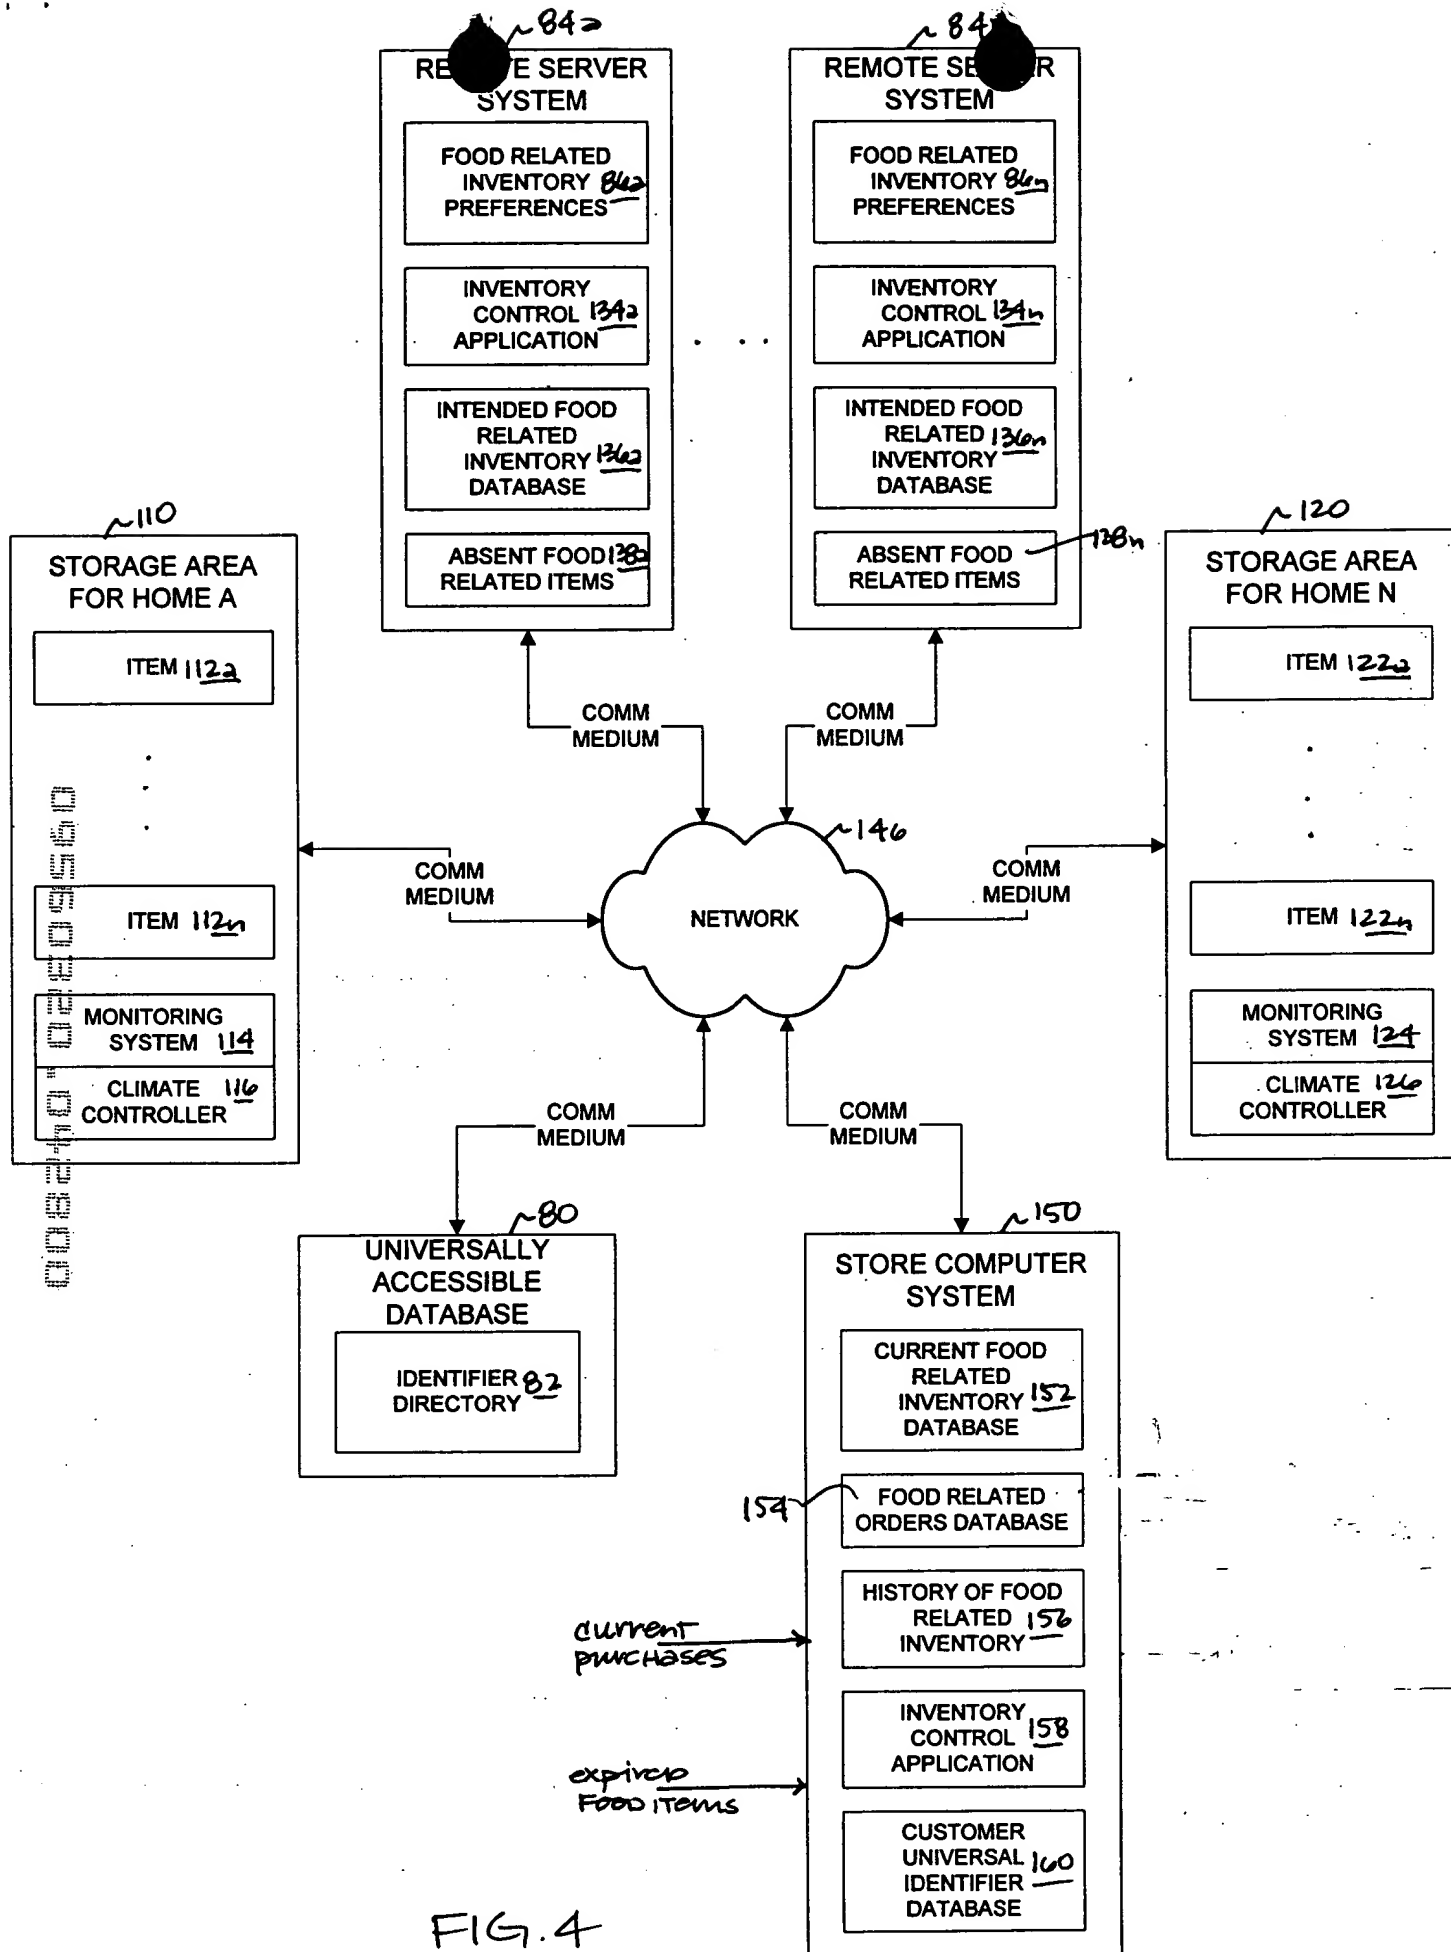 84a
REMOTE SERVER
SYSTEM
FOOD RELATED
INVENTORY 86a
PREFERENCES
INVENTORY
CONTROL 134a
APPLICATION
INTENDED FOOD
RELATED
INVENTORY 136a
DATABASE
ABSENT FOOD 138a
RELATED ITEMS
84
REMOTE SERVER
SYSTEM
FOOD RELATED
INVENTORY 86n
PREFERENCES
INVENTORY
CONTROL 134n
APPLICATION
INTENDED FOOD
RELATED 136n
INVENTORY
DATABASE
ABSENT FOOD 138n
RELATED ITEMS
110
STORAGE AREA
FOR HOME A
ITEM 112a
ITEM 112n
MONITORING
SYSTEM 114
CLIMATE 116
CONTROLLER
120
STORAGE AREA
FOR HOME N
ITEM 122a
ITEM 122n
MONITORING
SYSTEM 124
CLIMATE 126
CONTROLLER
COMM
MEDIUM
COMM
MEDIUM
COMM
MEDIUM
146
NETWORK
COMM
MEDIUM
COMM
MEDIUM
COMM
MEDIUM
80
UNIVERSALLY
ACCESSIBLE
DATABASE
IDENTIFIER 82
DIRECTORY
150
STORE COMPUTER
SYSTEM
CURRENT FOOD
RELATED
INVENTORY 152
DATABASE
154
FOOD RELATED
ORDERS DATABASE
HISTORY OF FOOD
RELATED 156
INVENTORY
current
purchases
INVENTORY
CONTROL 158
APPLICATION
expired
Food items
CUSTOMER
UNIVERSAL 160
IDENTIFIER
DATABASE
FIG. 4